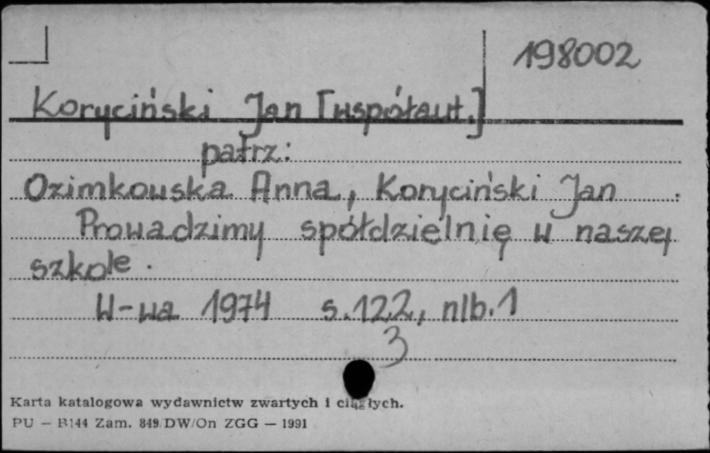 198002
Koryciński Jan [współaut.]
patrz:
Ozimkowska Anna, Koryciński Jan
Prowadzimy spółdzielnię w naszej
szkole.
W-wa 1974 s.122, nlb.1
3
Karta katalogowa wydawnictw zwartych i ciągłych.
PU — B144 Zam. 849/DW/On ZGG — 1991